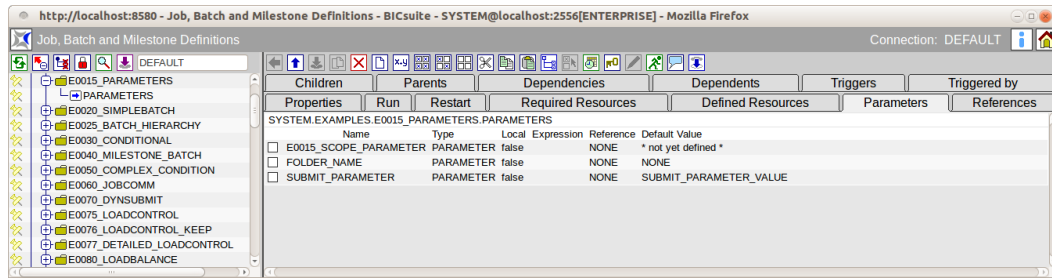 http://localhost:8580 - Job, Batch and Milestone Definitions - BICsuite - SYSTEM@localhost:2556[ENTERPRISE] - Mozilla Firefox
Job, Batch and Milestone Definitions
Connection: DEFAULT
DEFAULT
E0015_PARAMETERS
PARAMETERS
E0020_SIMPLEBATCH
E0025_BATCH_HIERARCHY
E0030_CONDITIONAL
E0040_MILESTONE_BATCH
E0050_COMPLEX_CONDITION
E0060_JOBCOMM
E0070_DYNSUBMIT
E0075_LOADCONTROL
E0076_LOADCONTROL_KEEP
E0077_DETAILED_LOADCONTROL
E0080_LOADBALANCE
x,y
Children Parents Dependencies Dependents Triggers Triggered by
Properties Run Restart Required Resources Defined Resources Parameters References
SYSTEM.EXAMPLES.E0015_PARAMETERS.PARAMETERS
Name Type Local Expression Reference Default Value
E0015_SCOPE_PARAMETER PARAMETER false NONE * not yet defined *
FOLDER_NAME PARAMETER false NONE NONE
SUBMIT_PARAMETER PARAMETER false NONE SUBMIT_PARAMETER_VALUE